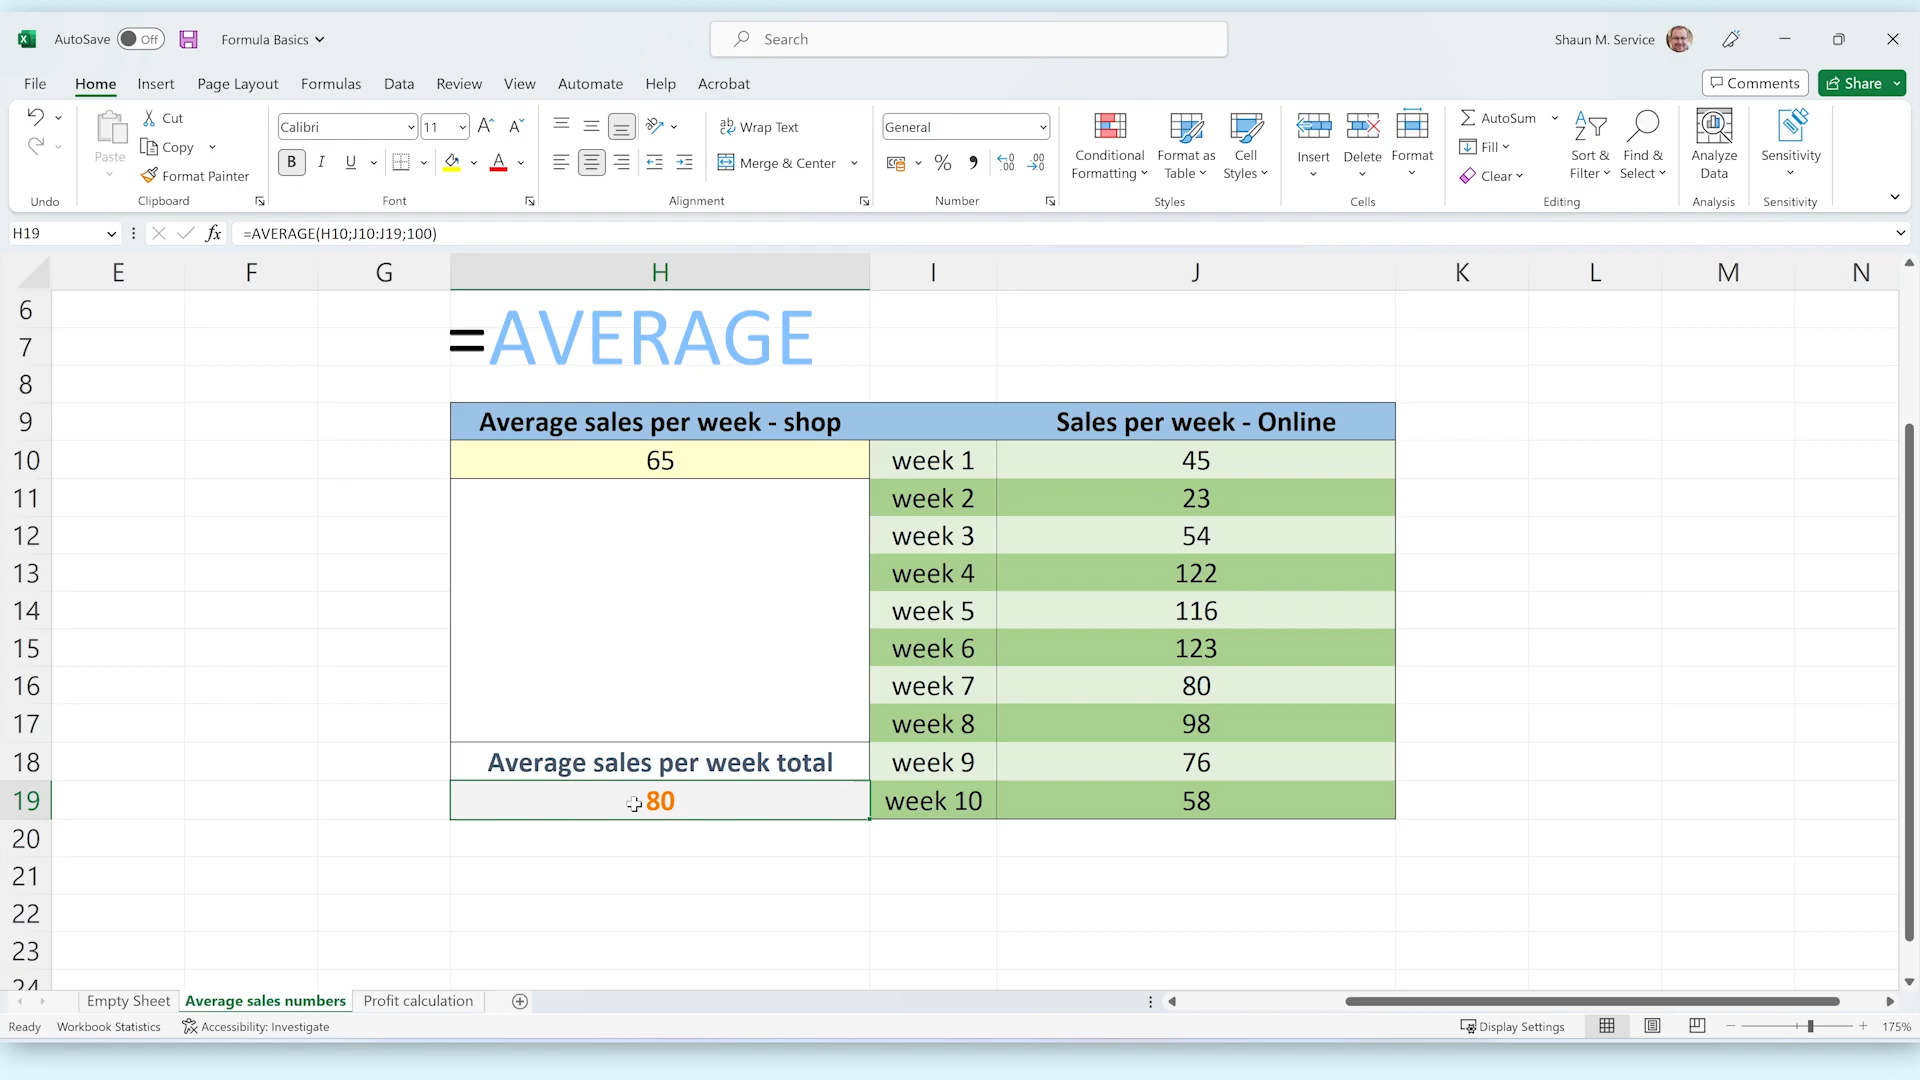 AutoSave Off Formula Basics Search Shaun M. Service
File Home Insert Page Layout Formulas Data Review View Automate Help Acrobat Comments Share
Paste Cut Copy Format Painter
Calibri 11
B I U A
Wrap Text
Merge & Center
General
% 9
Conditional Formatting
Format as Table
Cell Styles
Insert Delete Format
AutoSum
Fill
Clear
Sort & Filter
Find & Select
Analyze Data
Sensitivity
Undo Clipboard Font Alignment Number Styles Cells Editing Analysis Sensitivity
H19 fx =AVERAGE(H10;J10:J19;100)
E F G H I J K L M N
6
7 =AVERAGE
8
9 Average sales per week - shop Sales per week - Online
10 65 week 1 45
11 week 2 23
12 week 3 54
13 week 4 122
14 week 5 116
15 week 6 123
16 week 7 80
17 week 8 98
18 Average sales per week total week 9 76
19 80 week 10 58
20
21
22
23
24
Empty Sheet Average sales numbers Profit calculation
Ready Workbook Statistics Accessibility: Investigate Display Settings 175%